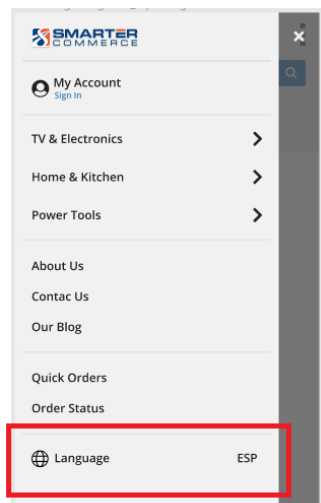 SMARTER
COMMERCE
My Account
Sign In
TV & Electronics
Home & Kitchen
Power Tools
About Us
Contac Us
Our Blog
Quick Orders
Order Status
Language ESP